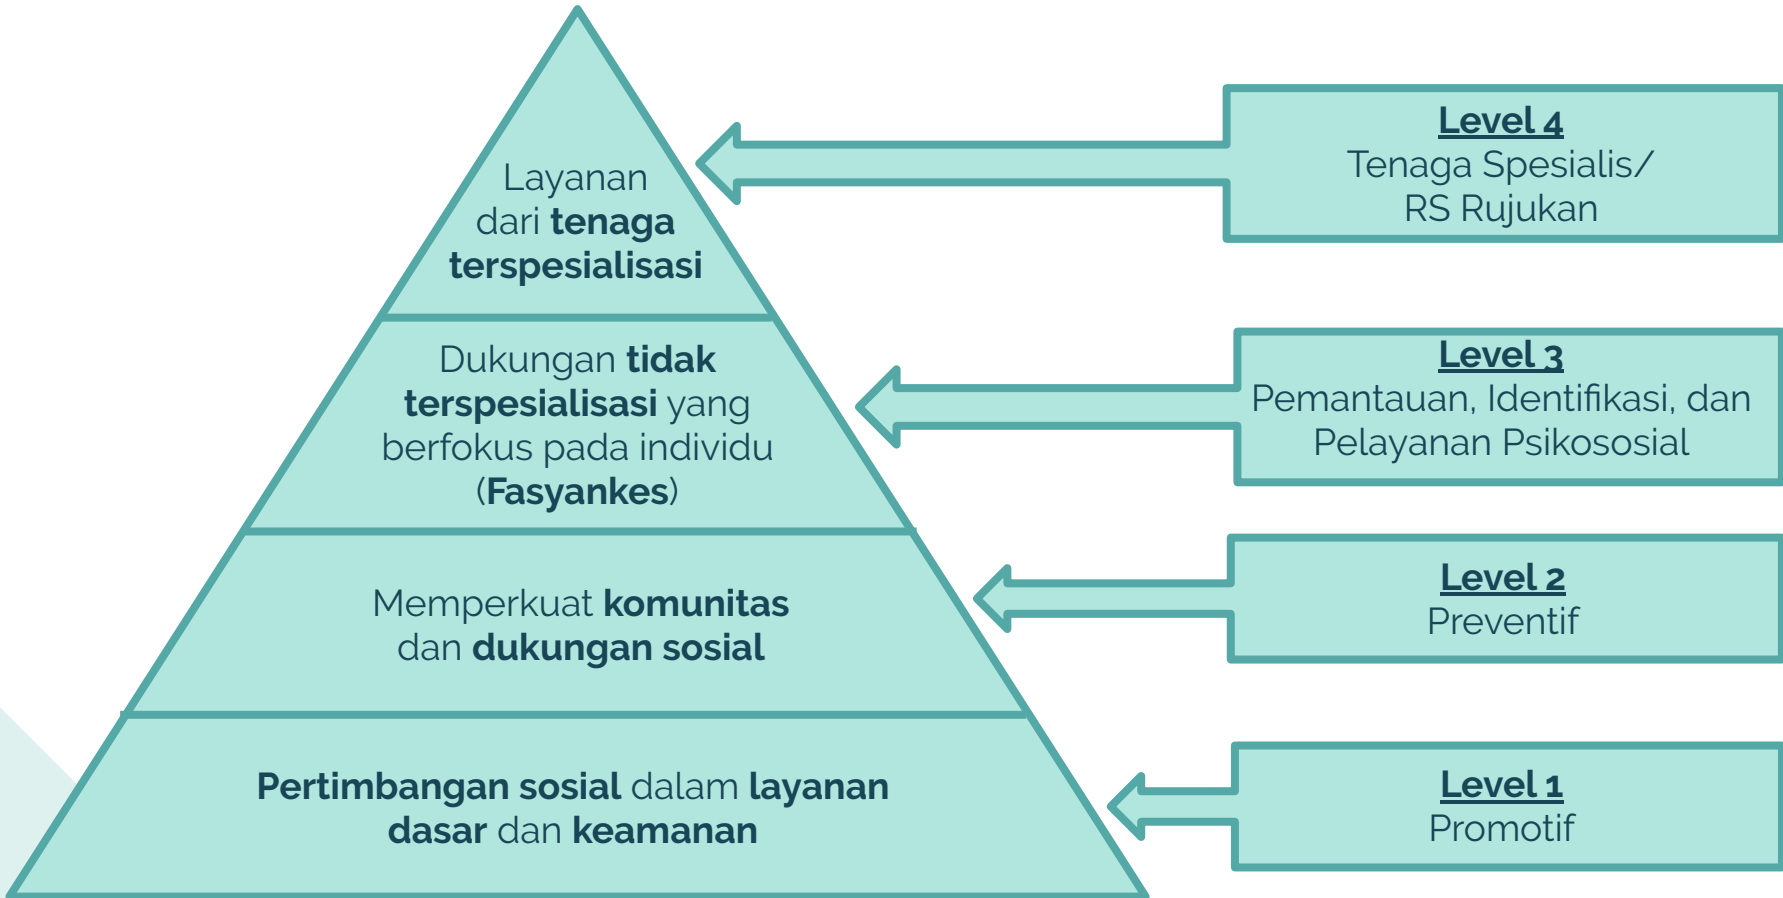 Layanan
dari tenaga
terspesialisasi
Level 4
Tenaga Spesialis/
RS Rujukan
Dukungan tidak
terspesialisasi yang
berfokus pada individu
(Fasyankes)
Level 3
Pemantauan, Identifikasi, dan
Pelayanan Psikososial
Memperkuat komunitas
dan dukungan sosial
Level 2
Preventif
Pertimbangan sosial dalam layanan
dasar dan keamanan
Level 1
Promotif